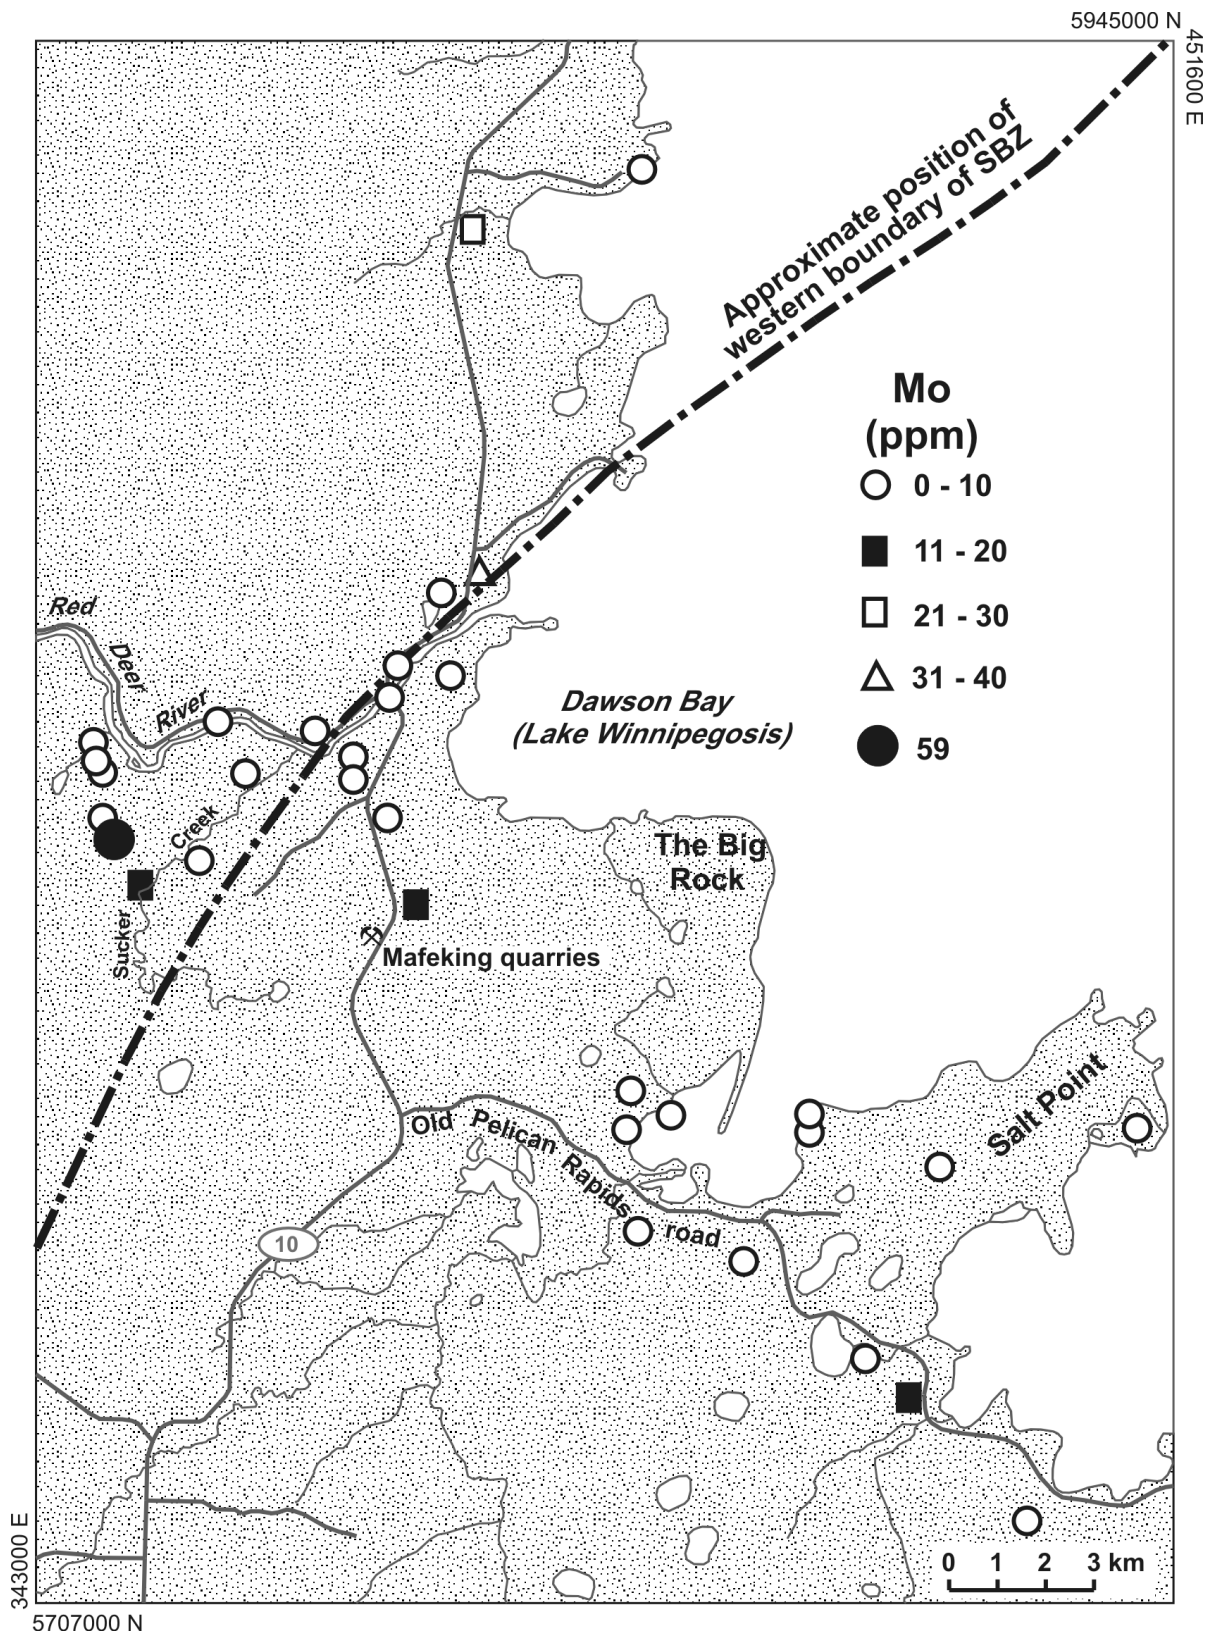 5945000 N
451600 E
Approximate position of
western boundary of SBZ
Mo
(ppm)
0 - 10
11 - 20
21 - 30
31 - 40
59
Red
Deer
River
Dawson Bay
(Lake Winnipegosis)
Creek
The Big
Rock
Sucker
Mafeking quarries
Salt Point
Old Pelican Rapids road
10
343000 E
0 1 2 3 km
5707000 N